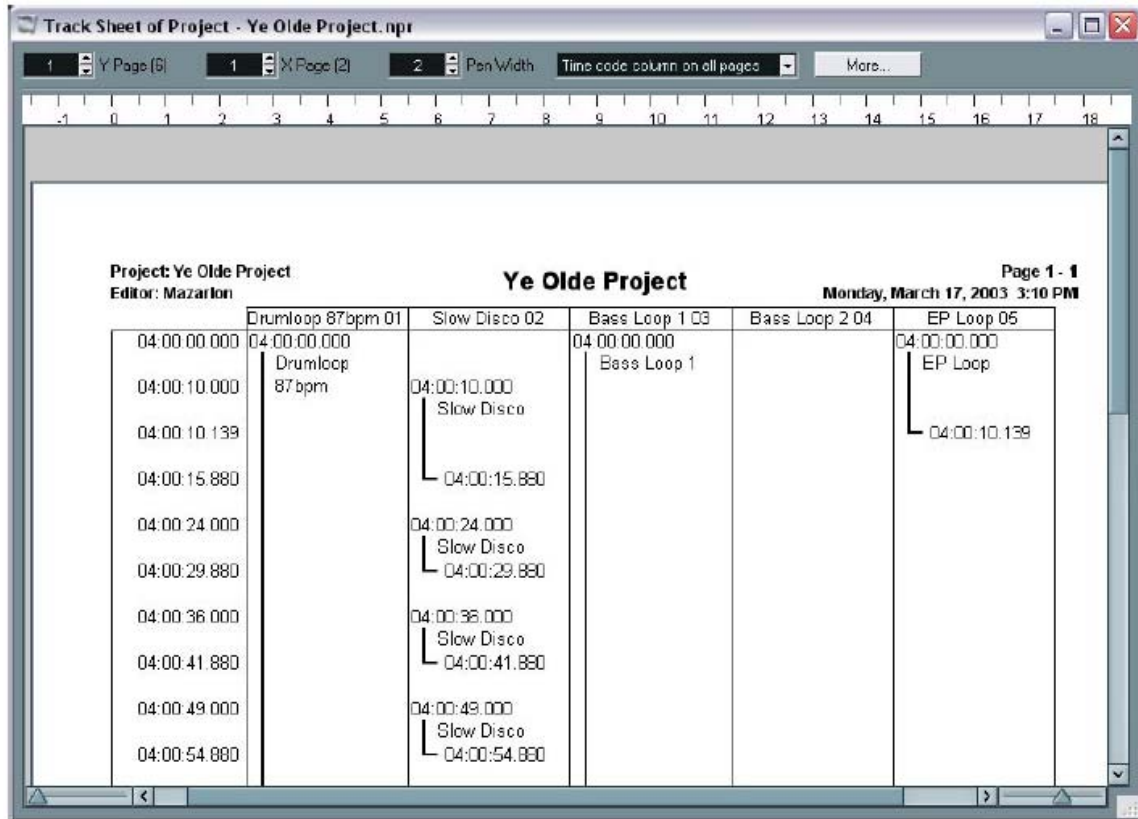 Track Sheet of Project - Ye Olde Project.npr
1 Y Page (6) 1 X Page (2) 2 Pen Width Time code column on all pages More...
-1 0 1 2 3 4 5 6 7 8 9 10 11 12 13 14 15 16 17 18
Project: Ye Olde Project Ye Olde Project Page 1 - 1
Editor: Mazarion Monday, March 17, 2003 3:10 PM
Drumloop 87bpm 01 Slow Disco 02 Bass Loop 1 03 Bass Loop 2 04 EP Loop 05
04:00:00.000 04:00:00.000 04:00:00.000 04:00:00.000
Drumloop Bass Loop 1 EP Loop
04:00:10.000 87bpm 04:00:10.000
Slow Disco
04:00:10.139 04:00:10.139
04:00:15.880 04:00:15.880
04:00:24.000 04:00:24.000
Slow Disco
04:00:29.880 04:00:29.880
04:00:36.000 04:00:36.000
Slow Disco
04:00:41.880 04:00:41.880
04:00:49.000 04:00:49.000
Slow Disco
04:00:54.880 04:00:54.880